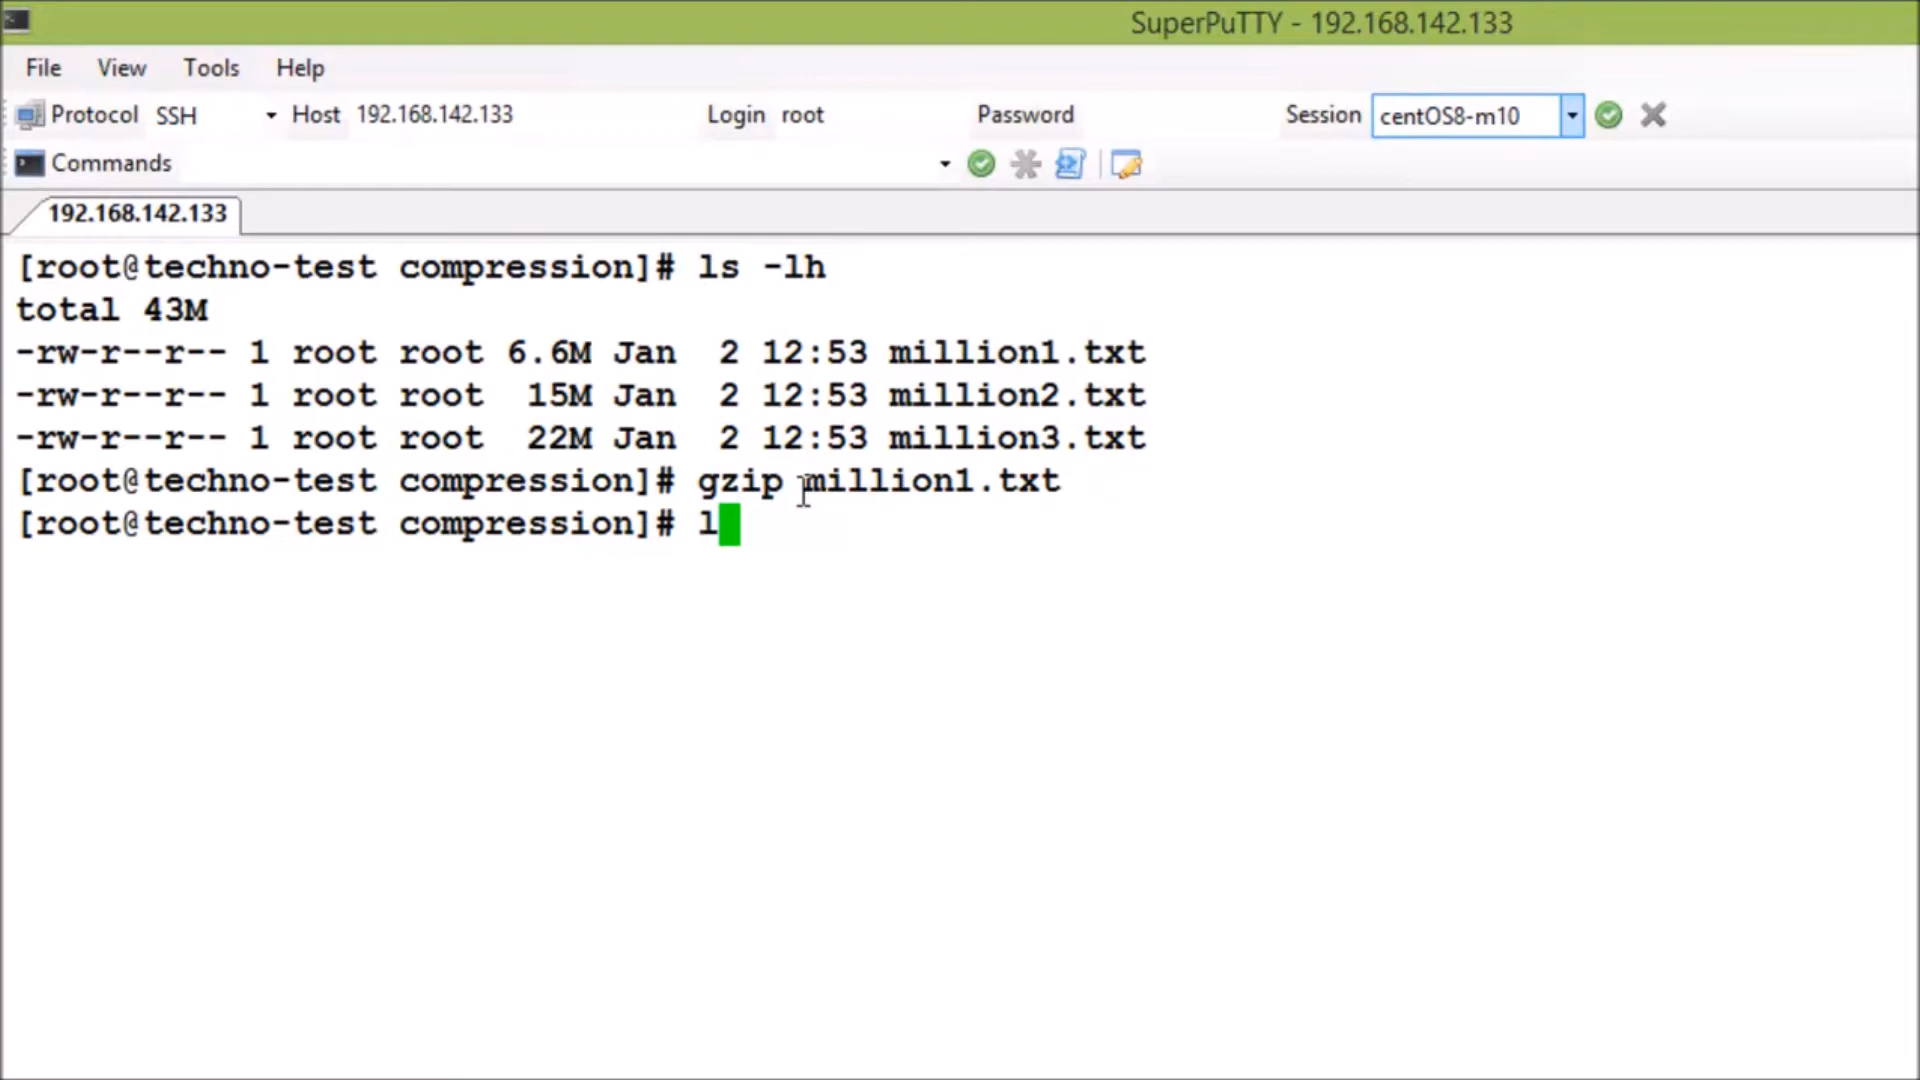 SuperPuTTY - 192.168.142.133
File View Tools Help
Protocol SSH Host 192.168.142.133 Login root Password Session centOS8-m10
Commands
192.168.142.133
[root@techno-test compression]# ls -lh
total 43M
-rw-r--r-- 1 root root 6.6M Jan  2 12:53 million1.txt
-rw-r--r-- 1 root root  15M Jan  2 12:53 million2.txt
-rw-r--r-- 1 root root  22M Jan  2 12:53 million3.txt
[root@techno-test compression]# gzip million1.txt
[root@techno-test compression]# l